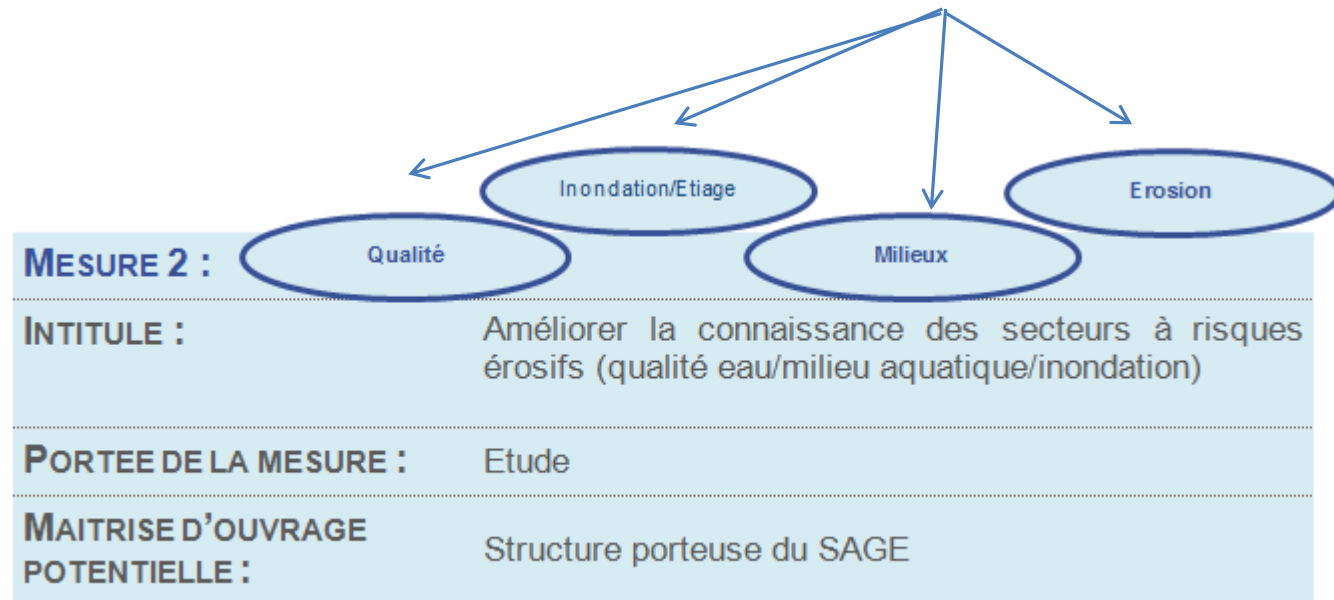 Inondation/Etiage
Erosion
Qualité
Milieux
MESURE 2 :
INTITULE :
Améliorer la connaissance des secteurs à risques
érosifs (qualité eau/milieu aquatique/inondation)
PORTEE DE LA MESURE :
Etude
MAITRISE D'OUVRAGE
POTENTIELLE :
Structure porteuse du SAGE